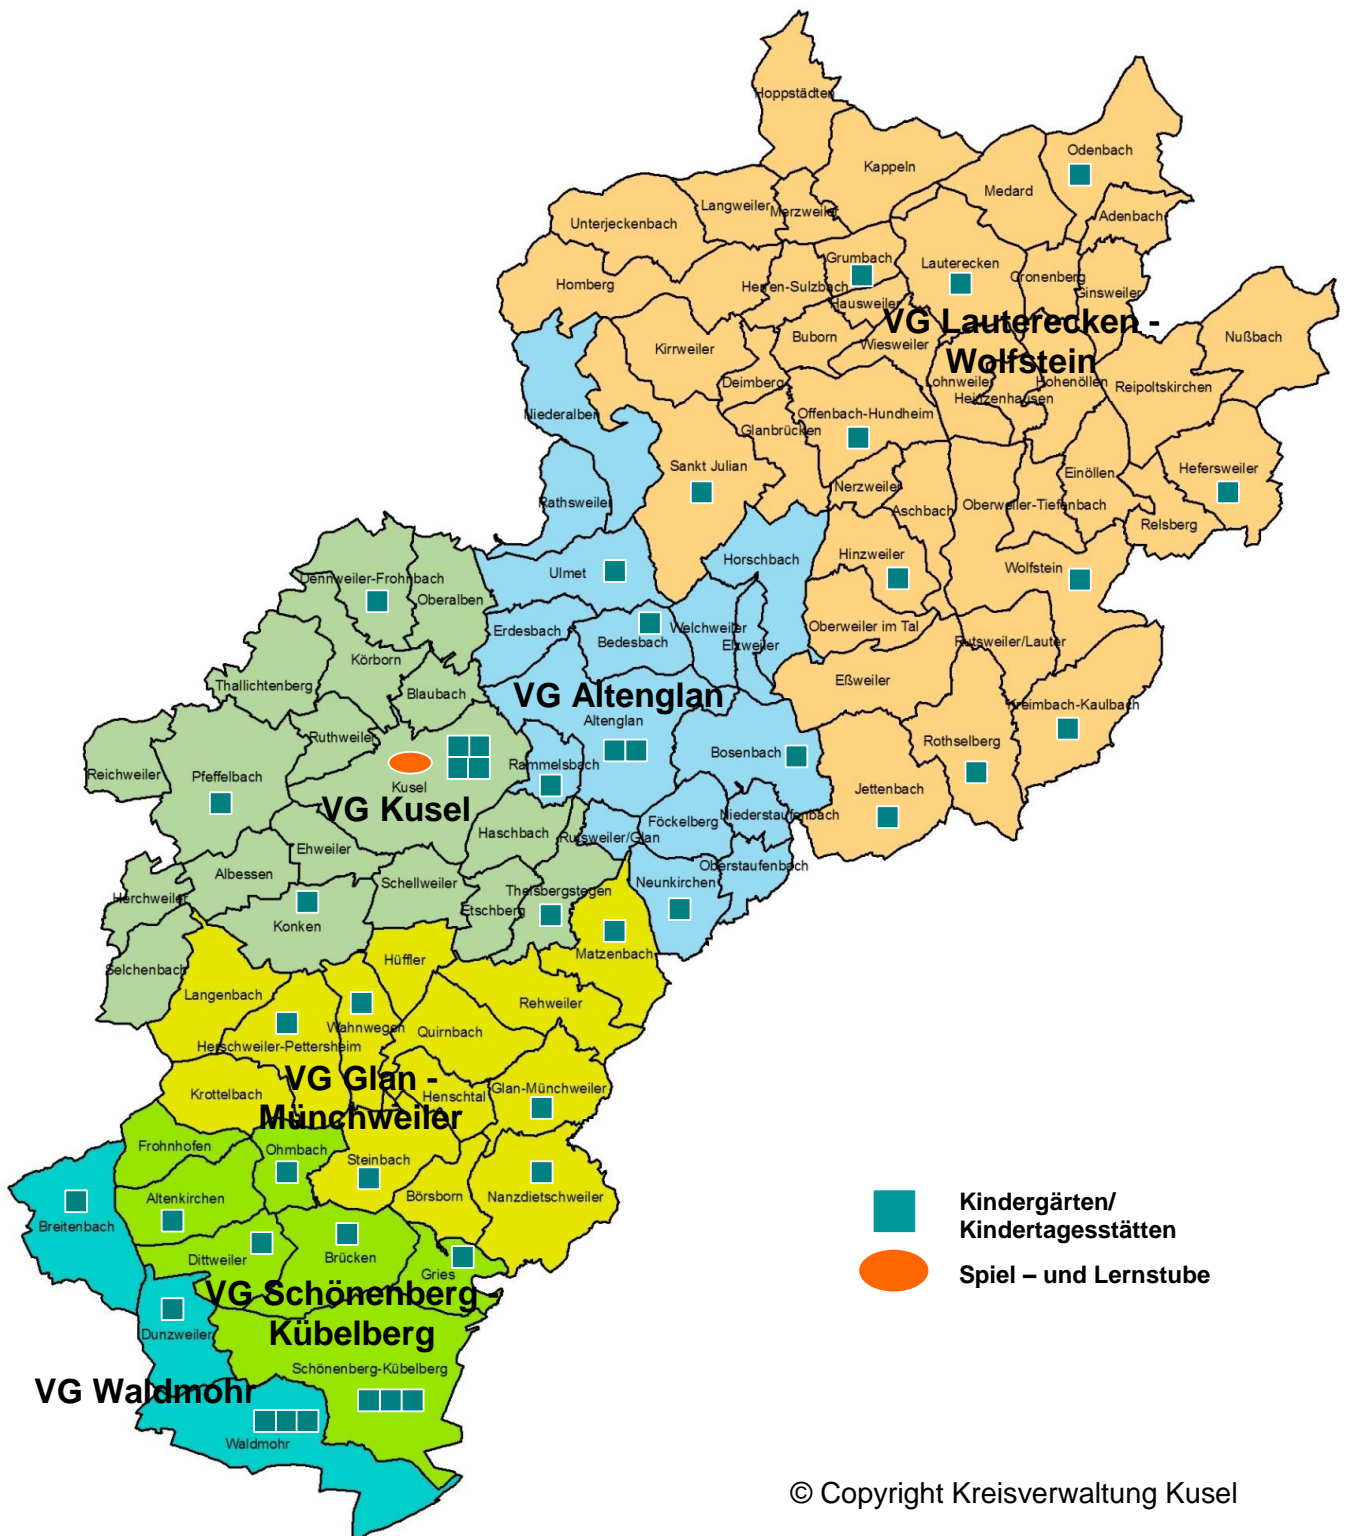 Hoppstädten
Odenbach
Kappeln
Medard
Langweiler
Merzweiler
Adenbach
Unterjeckenbach
Grumbach
Lauterecken
Cronenberg
Homberg
Herren-Sulzbach
Ginsweiler
Hausweiler
VG Lauterecken -
Wolfstein
Nußbach
Buborn
Wiesweiler
Kirrweiler
Deimberg
Lohnweiler
Hohenöllen
Reipoltskirchen
Heinzenhausen
Niederalben
Offenbach-Hundheim
Glanbrücken
Sankt Julian
Hefersweiler
Einöllen
Nerzweiler
Rathsweiler
Aschbach
Oberweiler-Tiefenbach
Relsberg
Horschbach
Hinzweiler
Wolfstein
Ulmet
Dennweiler-Frohnbach
Oberalben
Erdesbach
Bedesbach
Welchweiler
Elzweiler
Oberweiler im Tal
Rutsweiler/Lauter
Körborn
Thallichtenberg
Blaubach
VG Altenglan
Eßweiler
Kreimbach-Kaulbach
Altenglan
Ruthweiler
Rothselberg
Reichweiler
Pfeffelbach
Rammelsbach
Bosenbach
Kusel
Jettenbach
VG Kusel
Haschbach
Rutsweiler/Glan
Föckelberg
Niederstaufenbach
Ehweiler
Albessen
Schellweiler
Oberstaufenbach
Neunkirchen
Theisbergstegen
Herchweiler
Etschberg
Konken
Matzenbach
Hüffler
Selchenbach
Langenbach
Rehweiler
Wahnwegen
Quirnbach
Herschweiler-Pettersheim
VG Glan -
Münchweiler
Glan-Münchweiler
Krottelbach
Henschtal
Frohnhofen
Ohmbach
Steinbach
Altenkirchen
Börsborn
Nanzdietschweiler
Breitenbach
Dittweiler
Brücken
Gries
VG Schönenberg -
Kübelberg
Dunzweiler
Schönenberg-Kübelberg
VG Waldmohr
Waldmohr
Kindergärten/
Kindertagesstätten
Spiel – und Lernstube
© Copyright Kreisverwaltung Kusel